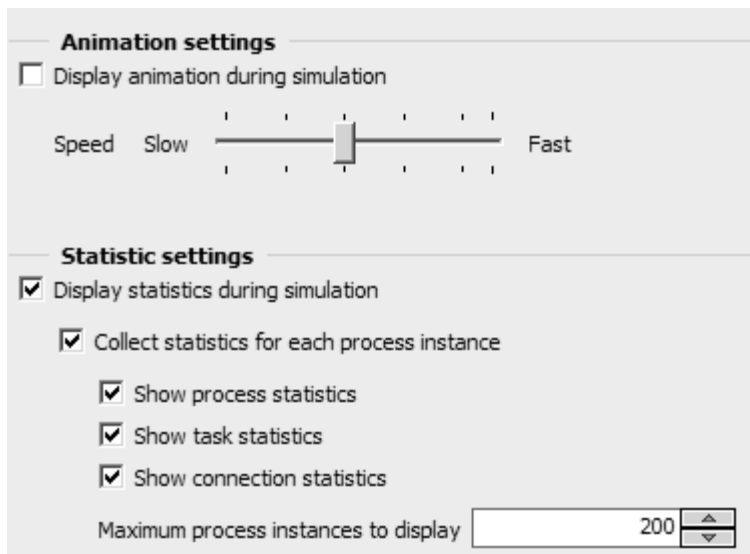 Animation settings
Display animation during simulation
Speed Slow Fast
Statistic settings
Display statistics during simulation
Collect statistics for each process instance
Show process statistics
Show task statistics
Show connection statistics
Maximum process instances to display 200